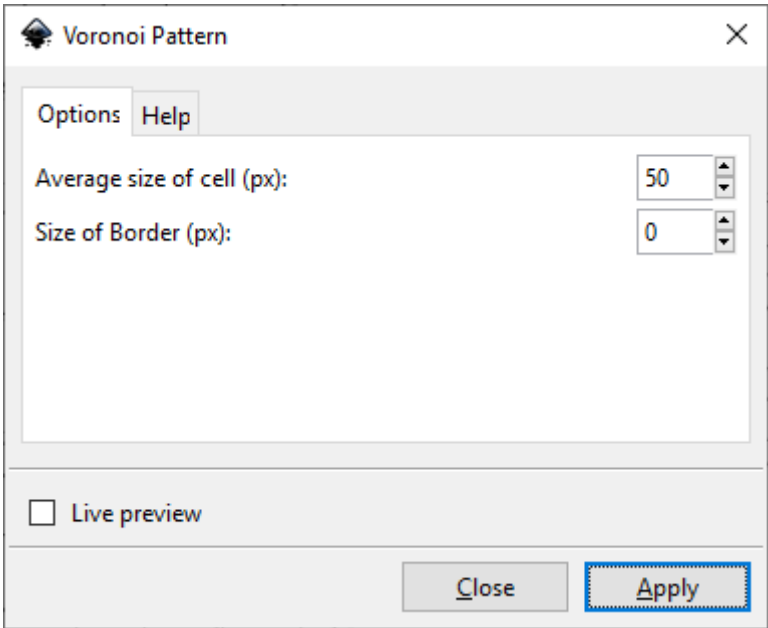 Voronoi Pattern
Options Help
Average size of cell (px): 50
Size of Border (px): 0
Live preview
Close Apply